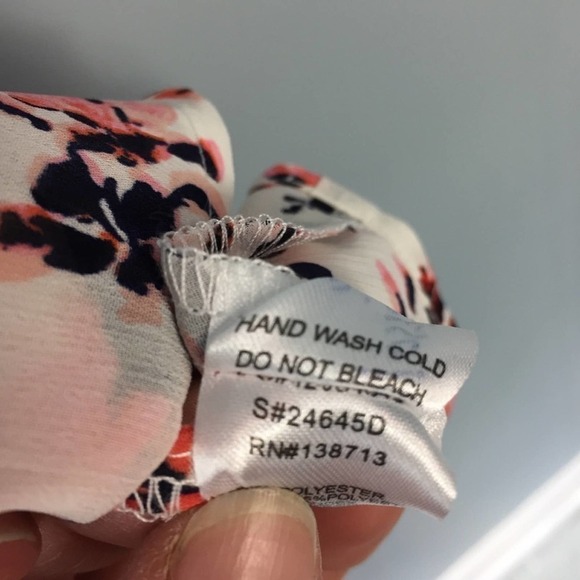 HAND WASH COLD
DO NOT BLEACH
S#24645D
RN#138713
POLYESTER